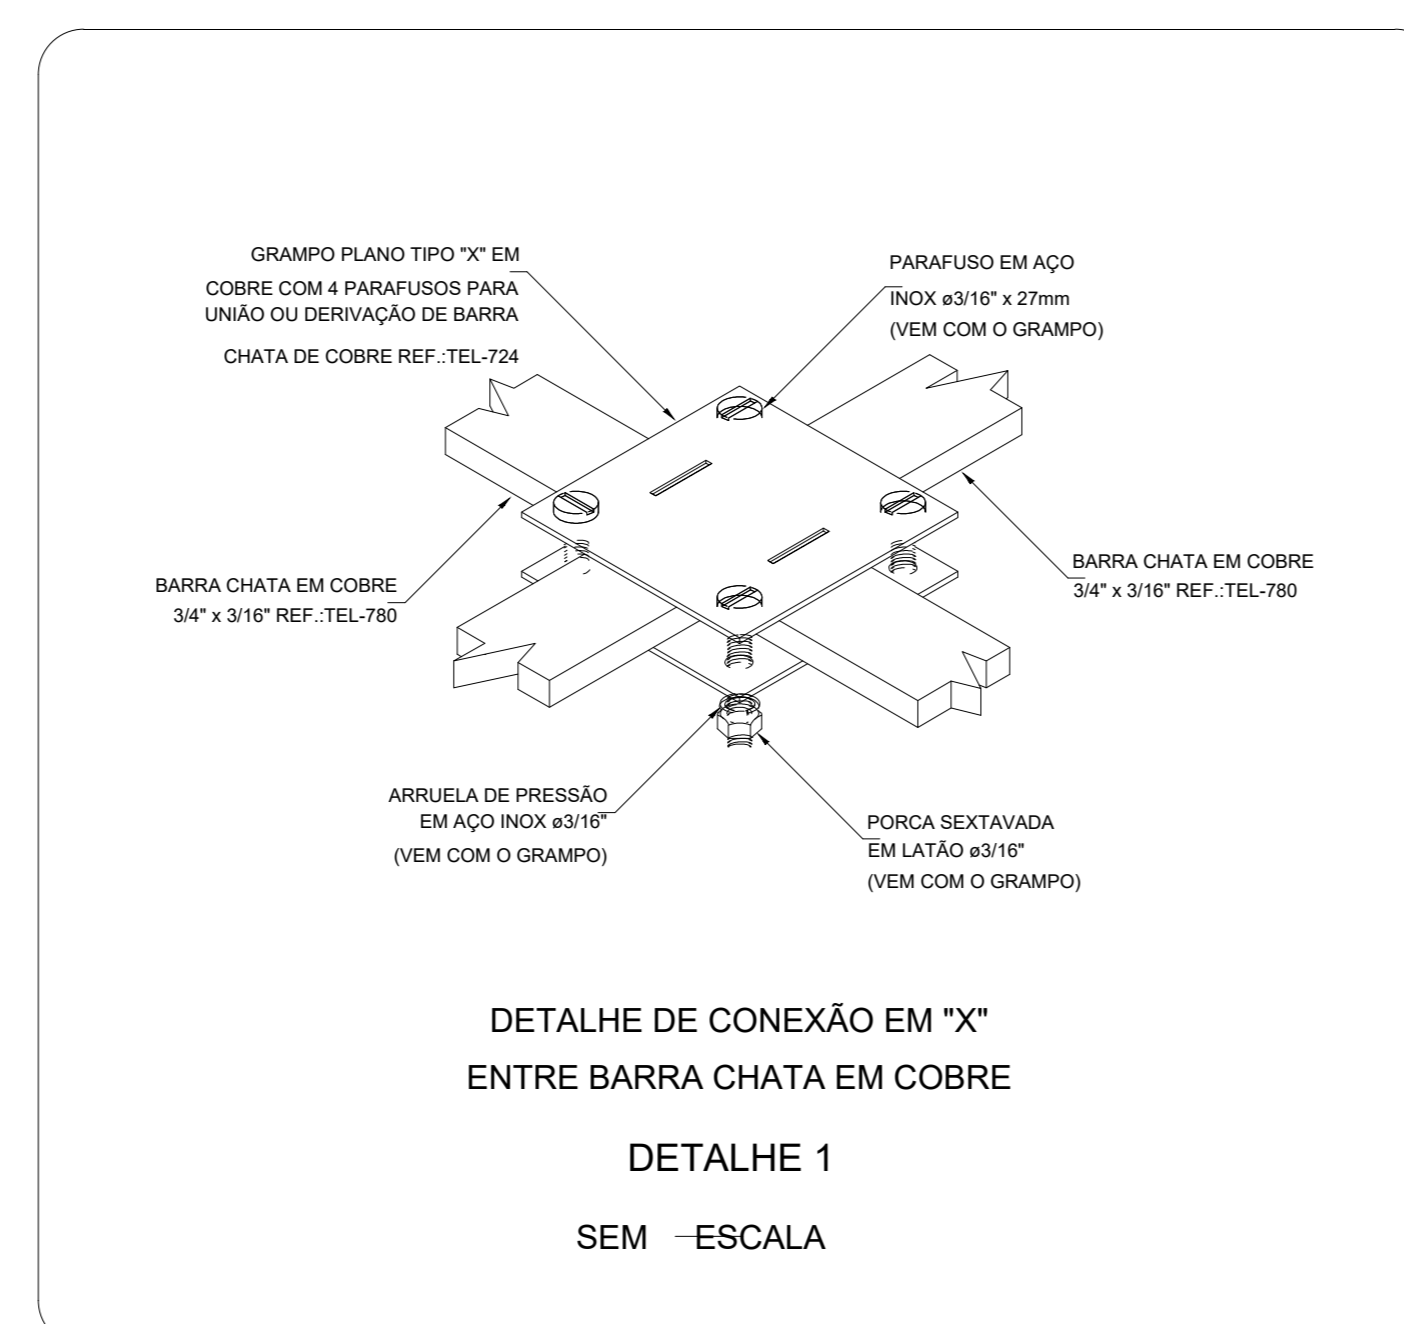 GRAMPO PLANO TIPO "X" EM
COBRE COM 4 PARAFUSOS PARA
UNIÃO OU DERIVAÇÃO DE BARRA
CHATA DE COBRE REF.:TEL-724
PARAFUSO EM AÇO
INOX ø3/16" x 27mm
(VEM COM O GRAMPO)
BARRA CHATA EM COBRE
3/4" x 3/16" REF.:TEL-780
BARRA CHATA EM COBRE
3/4" x 3/16" REF.:TEL-780
ARRUELA DE PRESSÃO
EM AÇO INOX ø3/16"
(VEM COM O GRAMPO)
PORCA SEXTAVADA
EM LATÃO ø3/16"
(VEM COM O GRAMPO)
DETALHE DE CONEXÃO EM "X"
ENTRE BARRA CHATA EM COBRE
DETALHE 1
SEM ESCALA